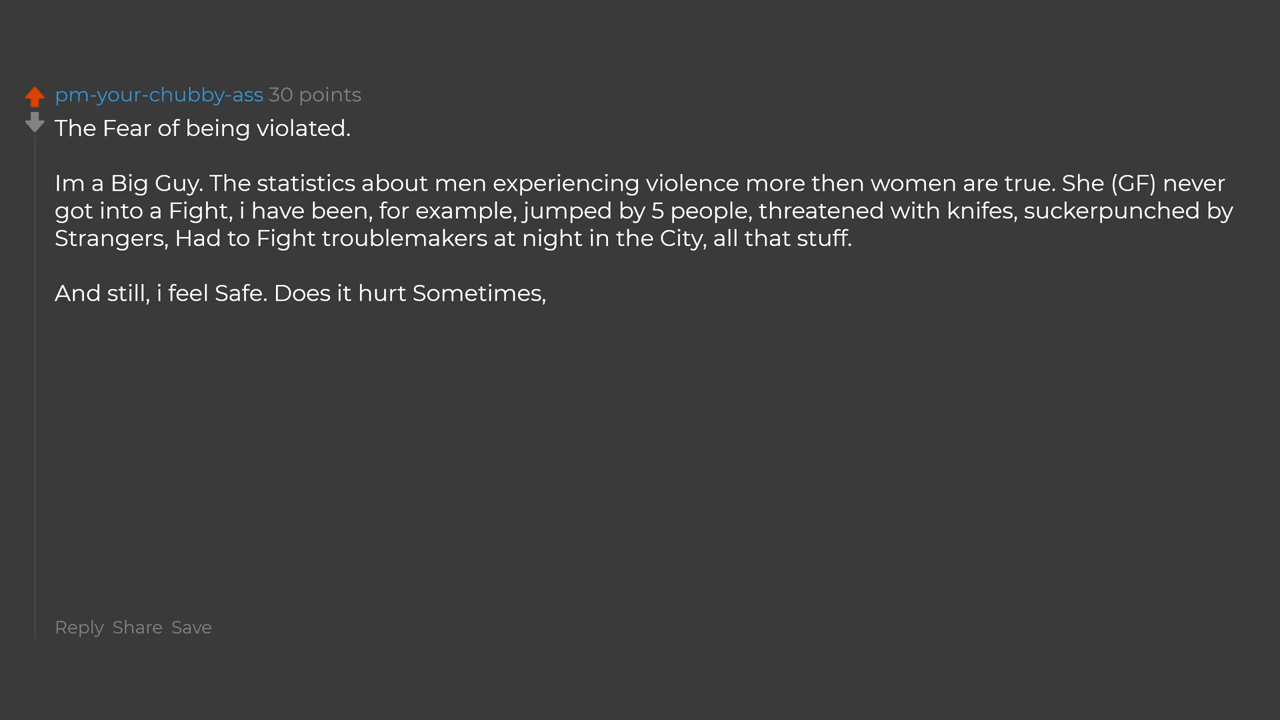 pm-your-chubby-ass 30 points
The Fear of being violated.
Im a Big Guy. The statistics about men experiencing violence more then women are true. She (GF) never
got into a Fight, i have been, for example, jumped by 5 people, threatened with knifes, suckerpunched by
Strangers, Had to Fight troublemakers at night in the City, all that stuff.
And still, i feel Safe. Does it hurt Sometimes,
Reply Share Save